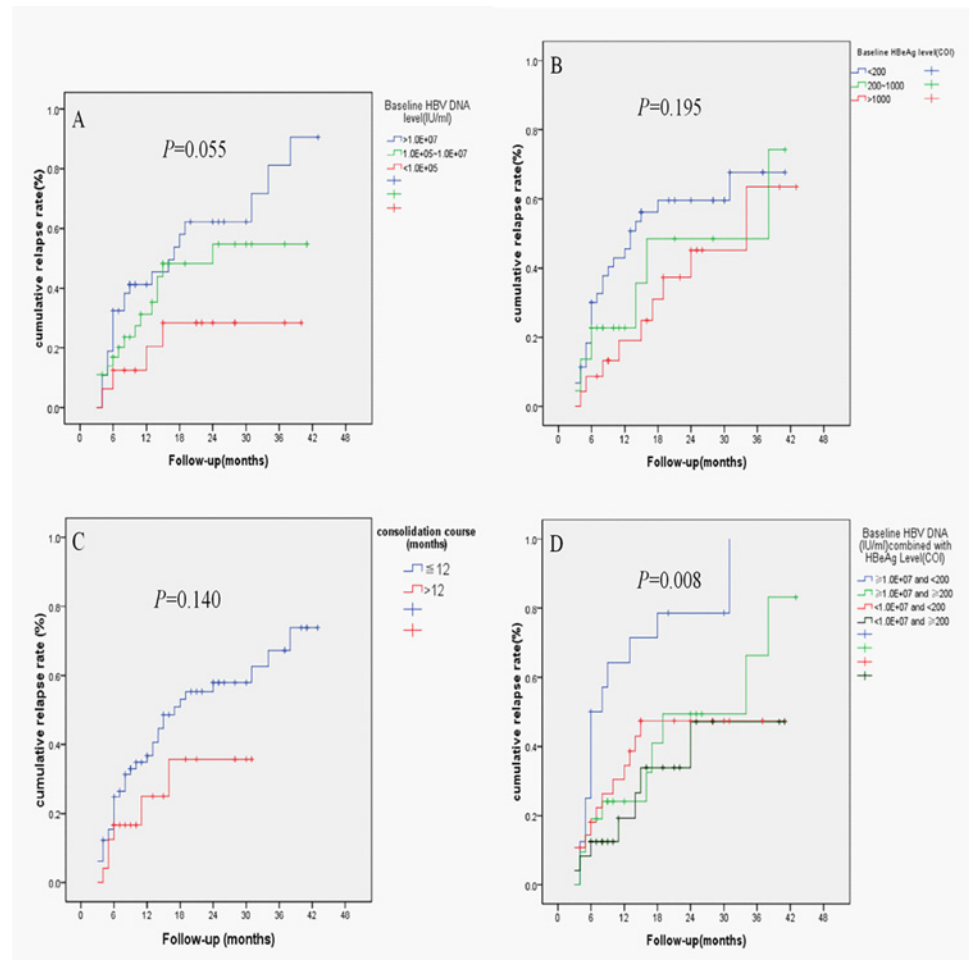 A
P=0.055
Baseline HBV DNA
level(IU/ml)
>1.0E+07
1.0E+05~1.0E+07
<1.0E+05
cumulative relapse rate(%)
1.0
0.8
0.6
0.4
0.2
0.0
0 6 12 18 24 30 36 42 48
Follow-up(months)
B
P=0.195
Baseline HBeAg level(COI)
<200
200~1000
>1000
cumulative relapse rate(%)
1.0
0.8
0.6
0.4
0.2
0.0
0 6 12 18 24 30 36 42 48
Follow-up(months)
C
P=0.140
consolidation course
(months)
≦12
>12
cumulative relapse rate (%)
1.0
0.8
0.6
0.4
0.2
0.0
0 6 12 18 24 30 36 42 48
Follow-up (months)
D
P=0.008
Baseline HBV DNA
(IU/ml)combined with
HBeAg Level(COI)
≥1.0E+07 and <200
≥1.0E+07 and ≥200
<1.0E+07 and <200
<1.0E+07 and ≥200
cumulative relapse rate(%)
1.0
0.8
0.6
0.4
0.2
0.0
0 6 12 18 24 30 36 42 48
Follow-up(months)